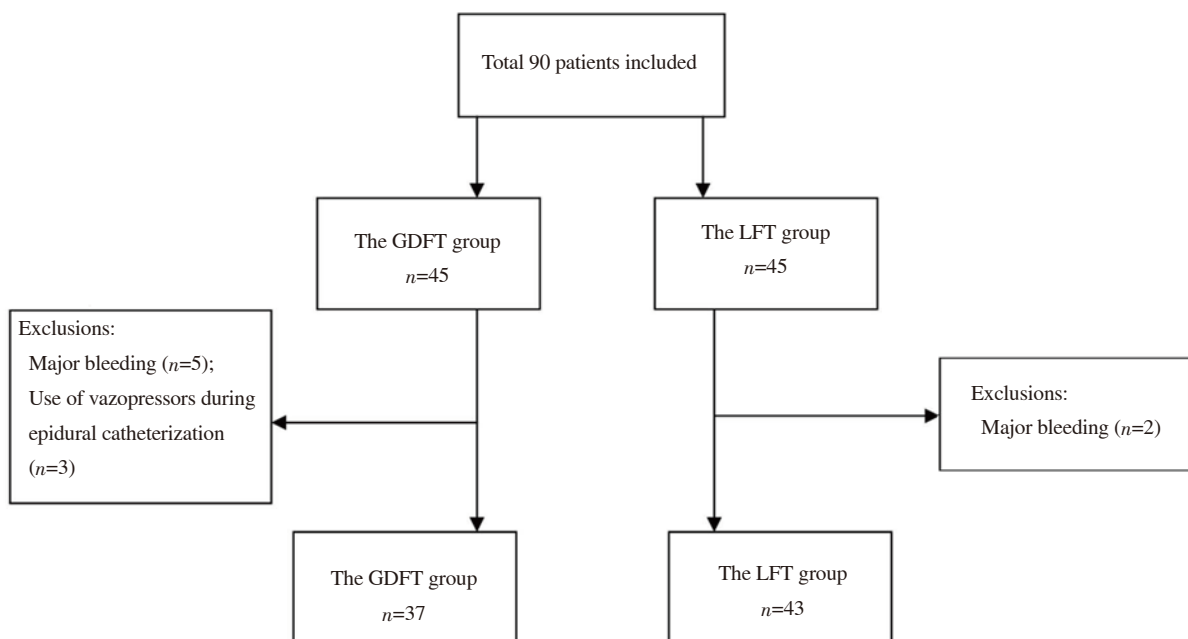 Total 90 patients included
The GDFT group
n=45
The LFT group
n=45
Exclusions:
Major bleeding (n=5);
Use of vazopressors during
epidural catheterization
(n=3)
Exclusions:
Major bleeding (n=2)
The GDFT group
n=37
The LFT group
n=43